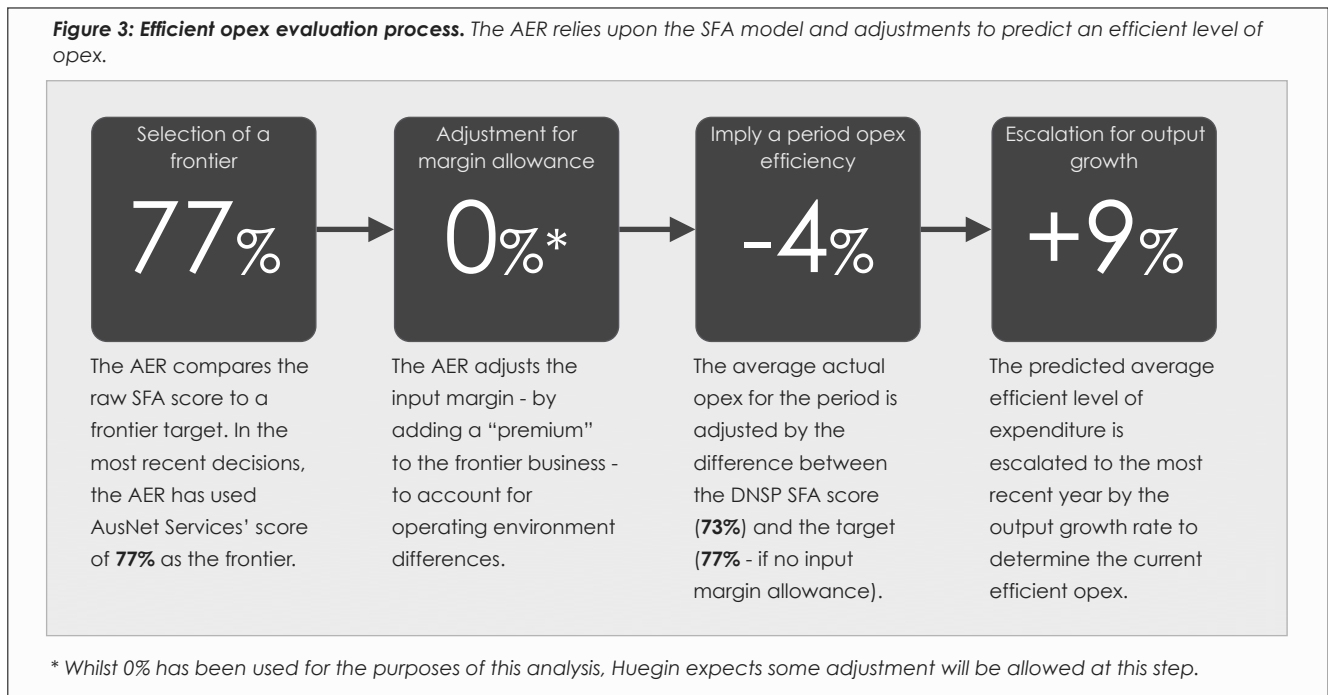 Figure 3: Efficient opex evaluation process. The AER relies upon the SFA model and adjustments to predict an efficient level of
opex.
Selection of a
frontier
77%
The AER compares the
raw SFA score to a
frontier target. In the
most recent decisions,
the AER has used
AusNet Services’ score
of 77% as the frontier.
Adjustment for
margin allowance
0%*
The AER adjusts the
input margin - by
adding a “premium”
to the frontier business -
to account for
operating environment
differences.
Imply a period opex
efficiency
-4%
The average actual
opex for the period is
adjusted by the
difference between
the DNSP SFA score
(73%) and the target
(77% - if no input
margin allowance).
Escalation for output
growth
+9%
The predicted average
efficient level of
expenditure is
escalated to the most
recent year by the
output growth rate to
determine the current
efficient opex.
* Whilst 0% has been used for the purposes of this analysis, Huegin expects some adjustment will be allowed at this step.